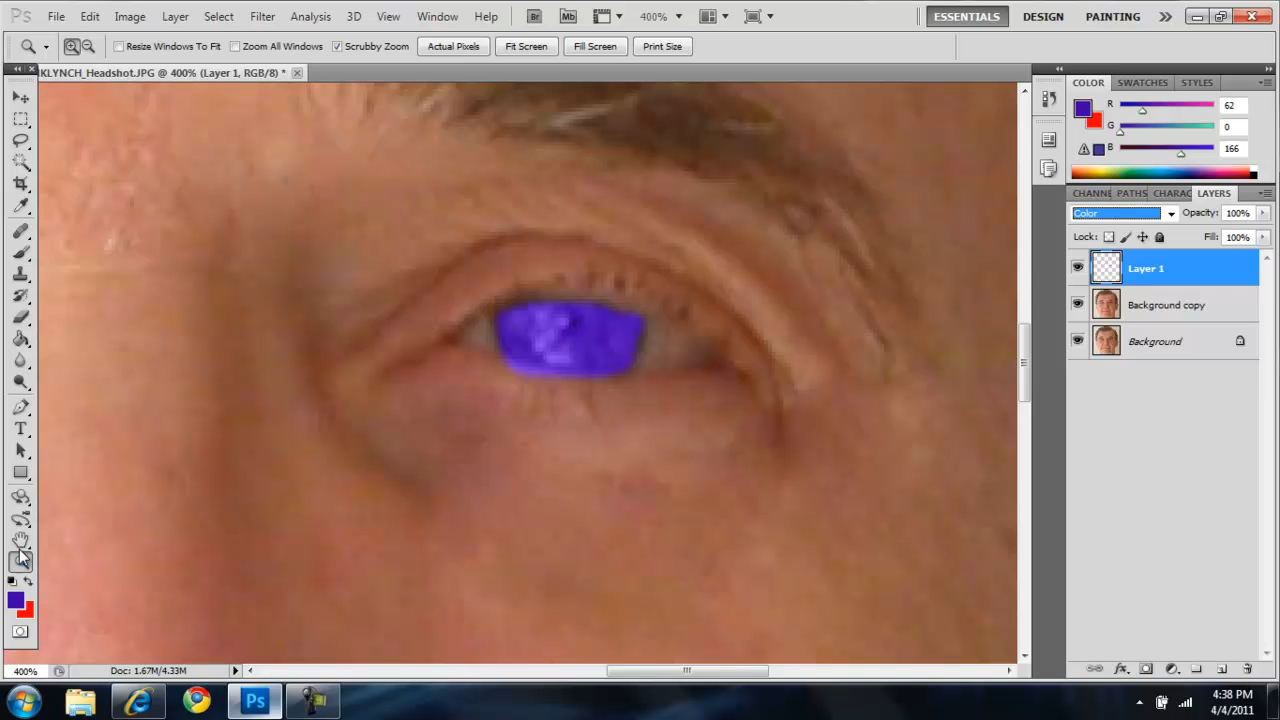 Ps File Edit Image Layer Select Filter Analysis 3D View Window Help Br Mb 400% ESSENTIALS DESIGN PAINTING
Resize Windows To Fit Zoom All Windows Scrubby Zoom Actual Pixels Fit Screen Fill Screen Print Size
KLYNCH_Headshot.JPG @ 400% (Layer 1, RGB/8) *
COLOR SWATCHES STYLES
R 62
G 0
B 166
CHANNE PATHS CHARAC LAYERS
Color Opacity: 100%
Lock: Fill: 100%
Layer 1
Background copy
Background
T
400% Doc: 1.67M/4.33M
Ps
4:38 PM
4/4/2011